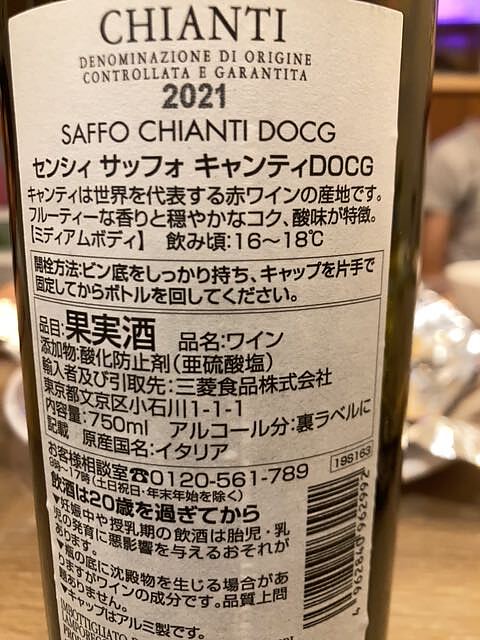 CHIANTI
DENOMINAZIONE DI ORIGINE
CONTROLLATA E GARANTITA
2021
SAFFO CHIANTI DOCG
センシィ サッフォ キャンティDOCG
キャンティは世界を代表する赤ワインの産地です。
フルーティーな香りと穏やかなコク、酸味が特徴。
【ミディアムボディ】 飲み頃:16~18℃
開栓方法:ビン底をしっかり持ち、キャップを片手で
固定してからボトルを回してください。
品目:果実酒 品名:ワイン
添加物:酸化防止剤(亜硫酸塩)
輸入者及び引取先:三菱食品株式会社
東京都文京区小石川1-1-1
内容量:750ml アルコール分:裏ラベルに
記載 原産国名:イタリア
19S163
お客様相談室☎0120-561-789
9時~17時(土日祝日・年末年始を除く)
飲酒は20歳を過ぎてから
▼妊娠中や授乳期の飲酒は胎児・乳
児の発育に悪影響を与えるおそれが
あります。
▼瓶の底に沈殿物を生じる場合があ
りますがワインの成分です。品質上問
題ありません。
▼キャップはアルミ製です。
IMBOTTIGLIATO